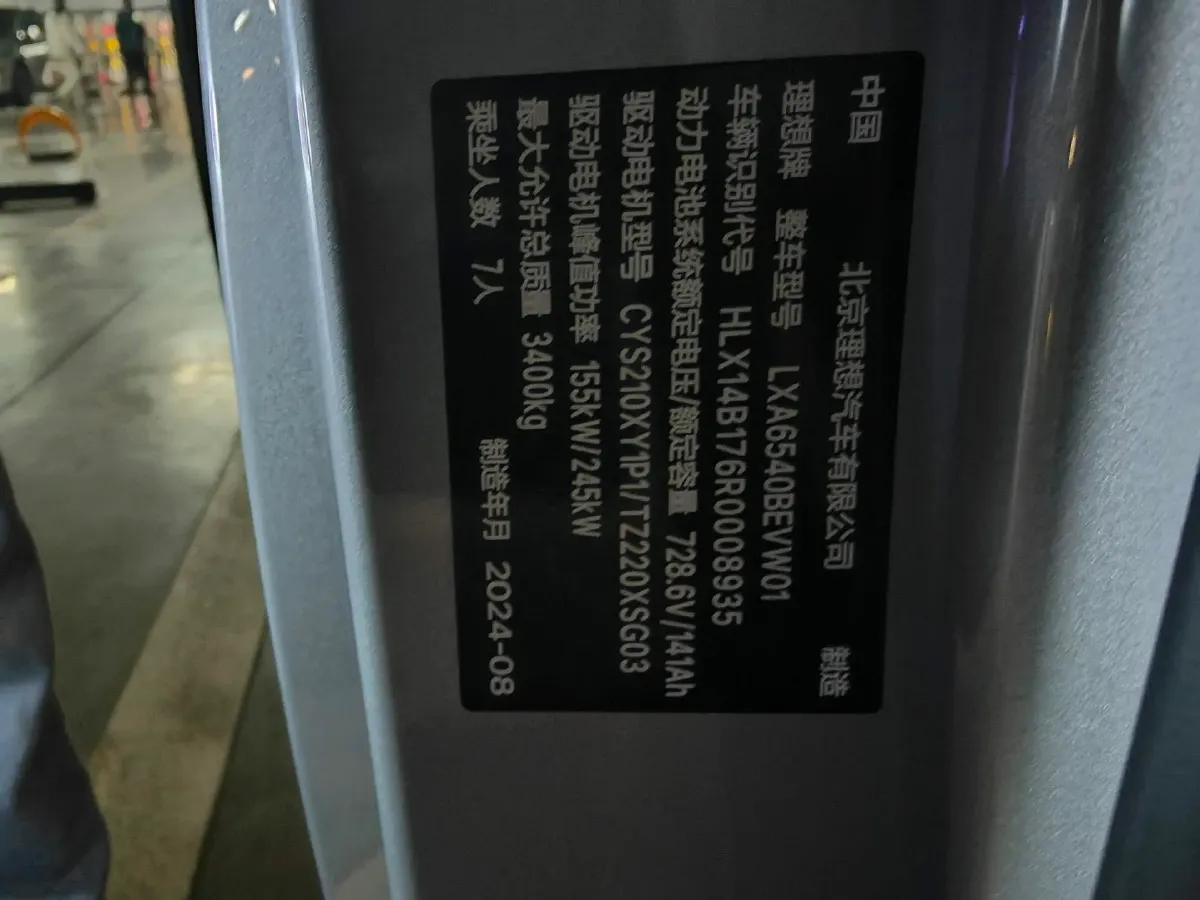 中国 北京理想汽车有限公司 制造
理想牌 整车型号 LXA6540BEVW01
车辆识别代号 HLX14B176R0008935
动力电池系统额定电压/额定容量 728.6V/141Ah
驱动电机型号 CYS210XY1P1/TZ220XSG03
驱动电机峰值功率 155kW/245kW
最大允许总质量 3400kg
乘坐人数 7人 制造年月 2024-08